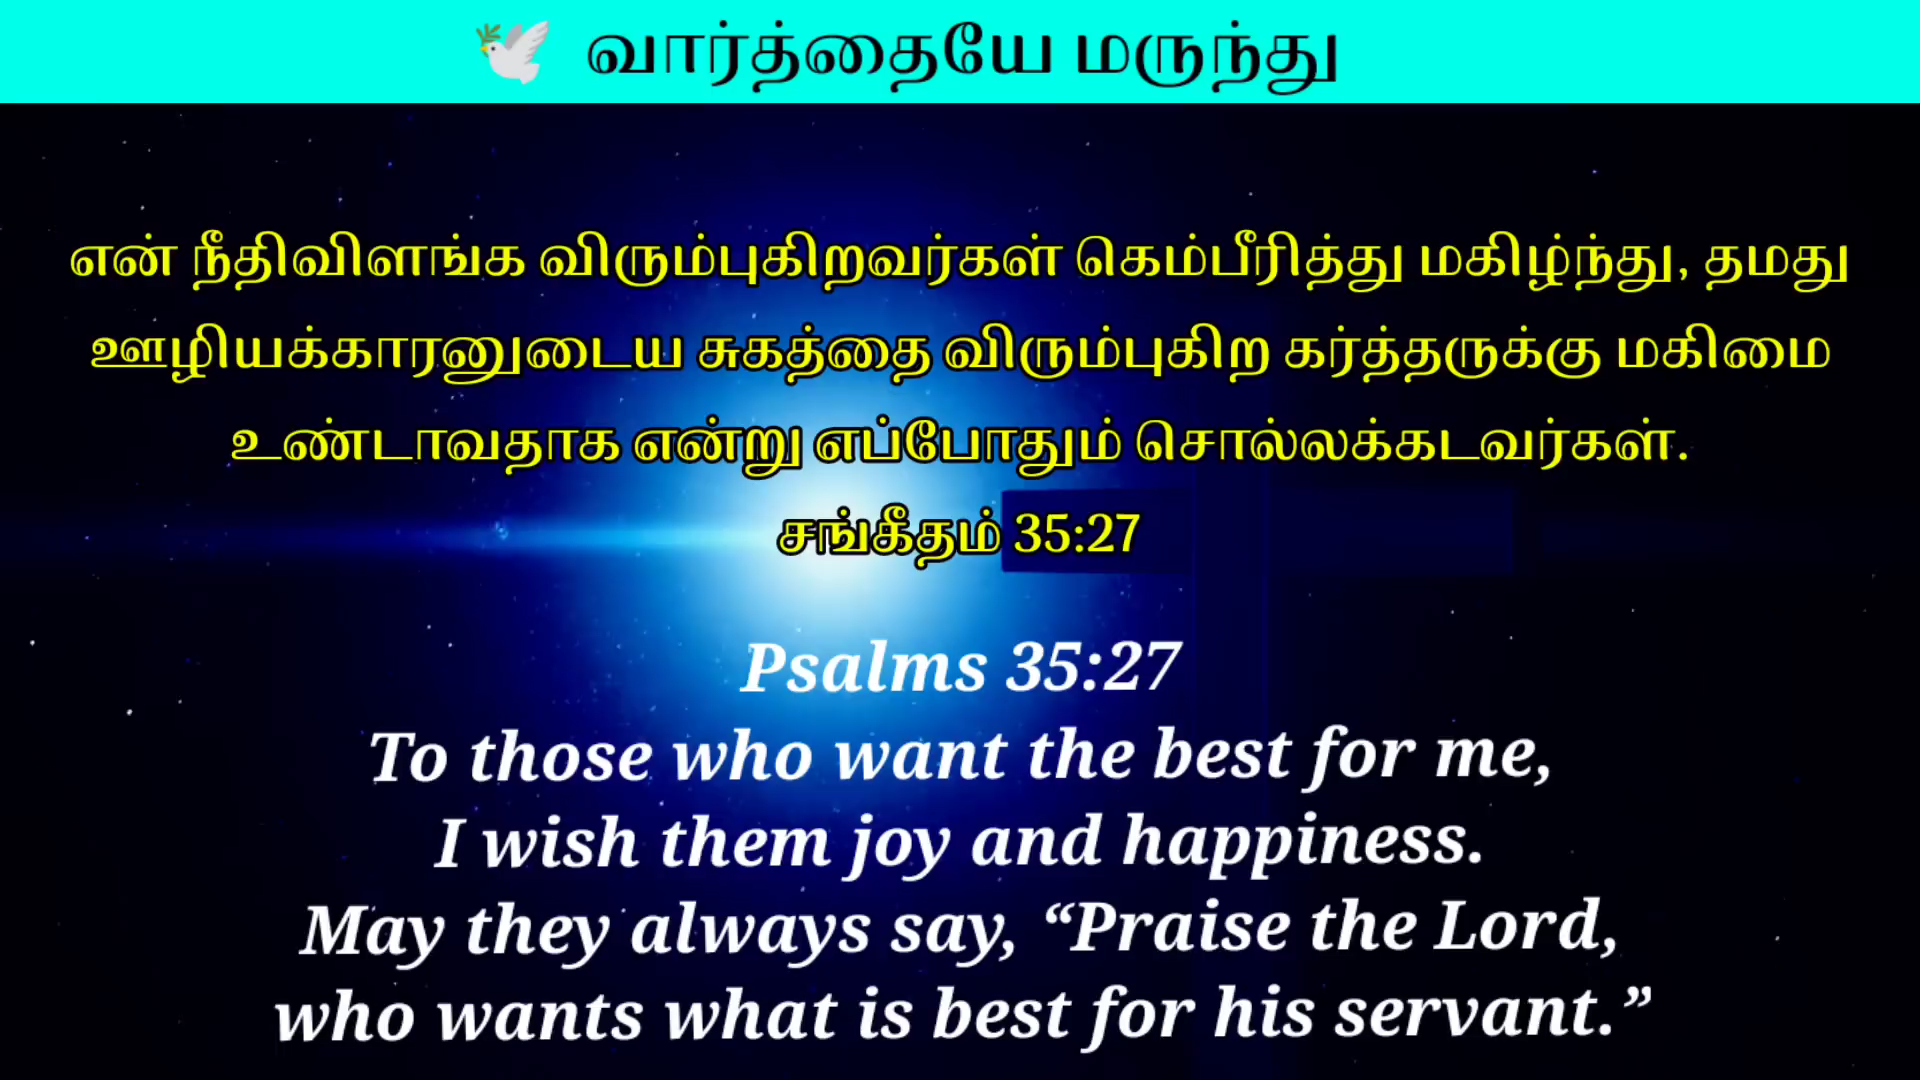 🕊️ வார்த்தையே மருந்து
என் நீதிவிளங்க விரும்புகிறவர்கள் கெம்பீரித்து மகிழ்ந்து, தமது
ஊழியக்காரனுடைய சுகத்தை விரும்புகிற கர்த்தருக்கு மகிமை
உண்டாவதாக என்று எப்போதும் சொல்லக்கடவர்கள்.
சங்கீதம் 35:27
Psalms 35:27
To those who want the best for me,
I wish them joy and happiness.
May they always say, “Praise the Lord,
who wants what is best for his servant.”